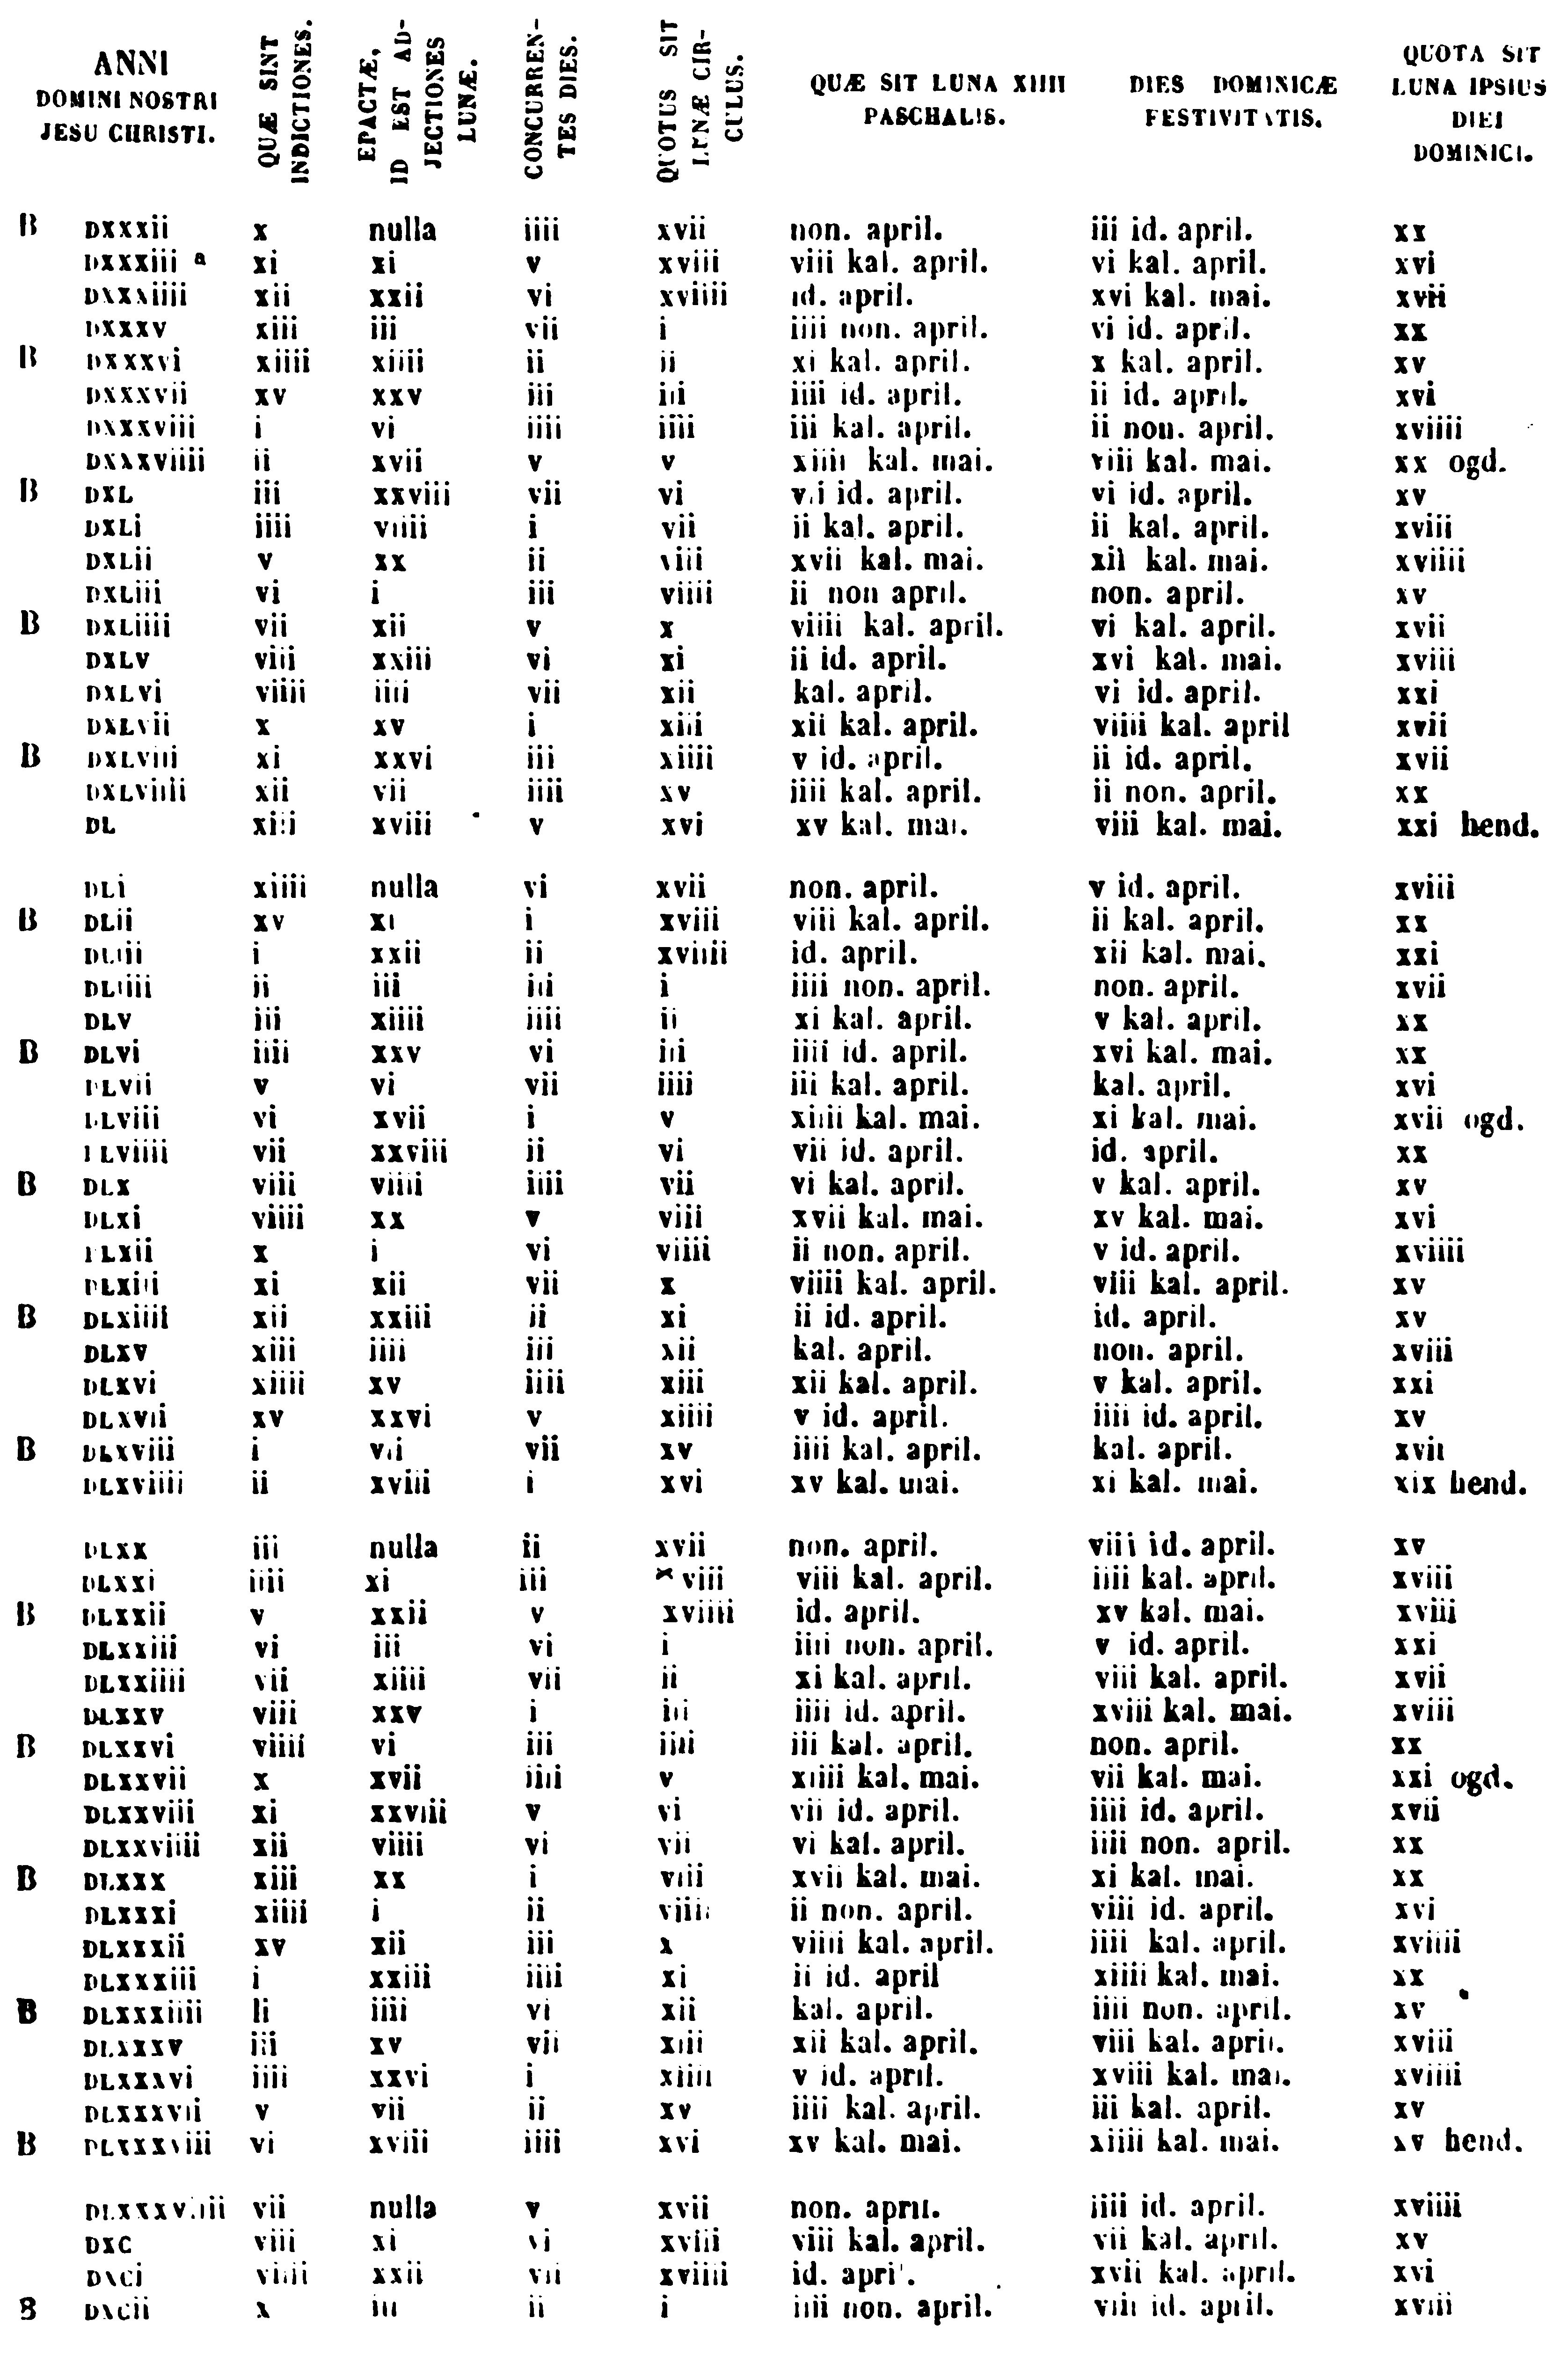 ANNI DOMINI NOSTRI JESU CHRISTI. QUÆ SINT INDICTIONES. EPACTÆ, ID EST ADJECTIONES LUNÆ. CONCURRENTES DIES. QUOTUS SIT LUNÆ CIRCULUS. QUÆ SIT LUNA XIIII PASCHALIS. DIES DOMINICÆ FESTIVITATIS. QUOTA SIT LUNA IPSIUS DIEI DOMINICI.
B DXXXii x nulla iiii xvii non. april. iii id. april. xx
DXXXiii a xi xi v xviii viii kal. april. vi kal. april. xvi
DXXXiiii xii xxii vi xviiii id. april. xvi kal. mai. xvii
DXXXV xiii iii vii i iiii non. april. vi id. april. xx
B DXXXvi xiiii xiiii ii ii xi kal. april. x kal. april. xv
DXXXvii xv xxv iii iii iiii id. april. ii id. april. xvi
DXXXviii i vi iiii iiii iii kal. april. ii non. april. xviiii
DXXXviiii ii xvii v v xiiii kal. mai. viii kal. mai. xx ogd.
B DXL iii xxviii vii vi vii id. april. vi id. april. xv
DXLi iiii viiii i vii ii kal. april. ii kal. april. xviii
DXLii v xx ii viii xvii kal. mai. xii kal. mai. xviiii
DXLiii vi i iii viiii ii non april. non. april. xv
B DXLiiii vii xii v x viiii kal. april. vi kal. april. xvii
DXLV viii xxiii vi xi ii id. april. xvi kal. mai. xviii
DXLVi viiii iiii vii xii kal. april. vi id. april. xxi
DXLVii x xv i xiii xii kal. april. viiii kal. april xvii
B DXLViii xi xxvi iii xiiii v id. april. ii id. april. xvii
DXLViiii xii vii iiii xv iiii kal. april. ii non. april. xx
DL xiii xviii v xvi xv kal. mai. viii kal. mai. xxi hend.
DLi xiiii nulla vi xvii non. april. v id. april. xviii
B DLii xv xi i xviii viii kal. april. ii kal. april. xx
DLiii i xxii ii xviiii id. april. xii kal. mai. xxi
DLiiii ii iii iii i iiii non. april. non. april. xvii
DLV iii xiiii iiii ii xi kal. april. v kal. april. xx
B DLVi iiii xxv vi iii iiii id. april. xvi kal. mai. xx
DLVii v vi vii iiii iii kal. april. kal. april. xvi
DLViii vi xvii i v xiiii kal. mai. xi kal. mai. xvii ogd.
DLViiii vii xxviii ii vi vii id. april. id. april. xx
B DLX viii viiii iiii vii vi kal. april. v kal. april. xv
DLXi viiii xx v viii xvii kal. mai. xv kal. mai. xvi
DLXii x i vi viiii ii non. april. v id. april. xviiii
DLXiii xi xii vii x viiii kal. april. viii kal. april. xv
B DLXiiii xii xxiii ii xi ii id. april. id. april. xv
DLXV xiii iiii iii xii kal. april. non. april. xviii
DLXVi xiiii xv iiii xiii xii kal. april. v kal. april. xxi
DLXVii xv xxvi v xiiii v id. april. iiii id. april. xv
B DLXViii i vii vii xv iiii kal. april. kal. april. xvii
DLXViiii ii xviii i xvi xv kal. mai. xi kal. mai. xix hend.
DLXX iii nulla ii xvii non. april. viii id. april. xv
DLXXi iiii xi iii xviii viii kal. april. iiii kal. april. xviii
B DLXXii v xxii v xviiii id. april. xv kal. mai. xviii
DLXXiii vi iii vi i iiii non. april. v id. april. xxi
DLXXiiii vii xiiii vii ii xi kal. april. viii kal. april. xvii
DLXXV viii xxv i iii iiii id. april. xviii kal. mai. xviii
B DLXXVi viiii vi iii iiii iii kal. april. non. april. xx
DLXXVii x xvii iiii v xiiii kal. mai. vii kal. mai. xxi ogd.
DLXXViii xi xxviii v vi vii id. april. iiii id. april. xvii
DLXXViiii xii viiii vi vii vi kal. april. iiii non. april. xx
B DLXXX xiii xx i viii xvii kal. mai. xi kal. mai. xx
DLXXXi xiiii i ii viiii ii non. april. viii id. april. xvi
DLXXXii xv xii iii x viiii kal. april. iiii kal. april. xviiii
DLXXXiii i xxiii iiii xi ii id. april xiiii kal. mai. xx
B DLXXXiiii ii iiii vi xii kal. april. iiii non. april. xv
DLXXXV iii xv vii xiii xii kal. april. viii kal. april. xviii
DLXXXVi iiii xxvi i xiiii v id. april. xviii kal. mai. xviiii
DLXXXVii v vii ii xv iiii kal. april. iii kal. april. xv
B DLXXXViii vi xviii iiii xvi xv kal. mai. xiiii kal. mai. xv hend.
DLXXXViiii vii nulla v xvii non. april. iiii id. april. xviiii
DXC viii xi vi xviii viii kal. april. vii kal. april. xv
DXCi viiii xxii vii xviiii id. april. xvii kal. april. xvi
B DXCii x iii ii i iiii non. april. viii id. april. xviii